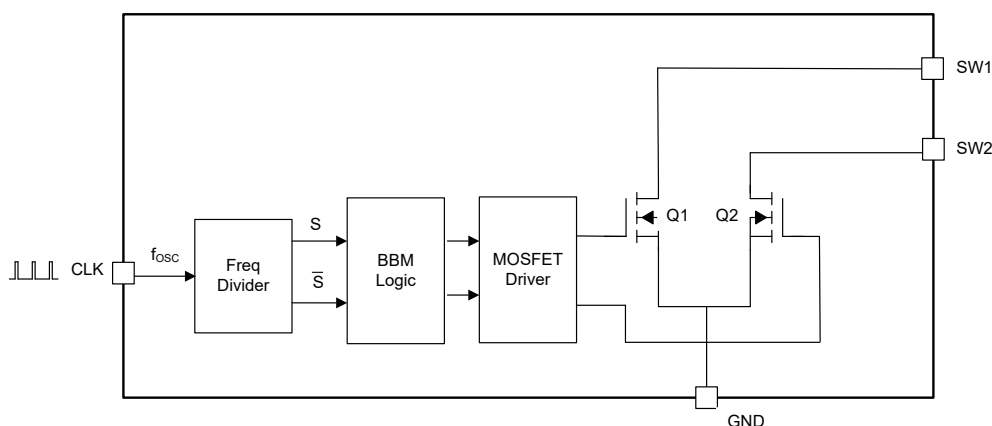 SW1
SW2
Q1
Q2
S
S̅
fOSC
CLK
Freq
Divider
BBM
Logic
MOSFET
Driver
GND